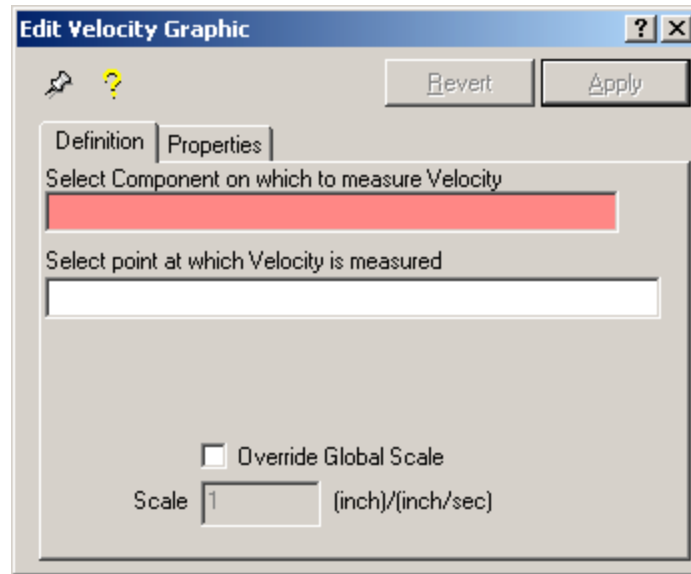 Edit Velocity Graphic
Revert Apply
Definition Properties
Select Component on which to measure Velocity
Select point at which Velocity is measured
Override Global Scale
Scale 1 (inch)/(inch/sec)